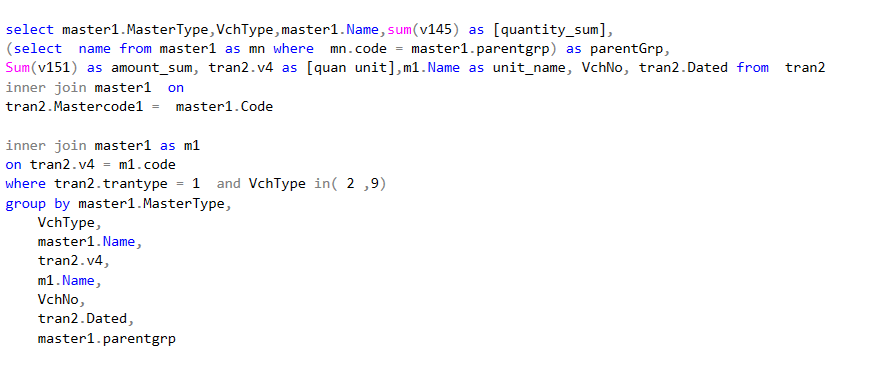 select master1.MasterType,VchType,master1.Name,sum(v145) as [quantity_sum],
(select  name from master1 as mn where  mn.code = master1.parentgrp) as parentGrp,
Sum(v151) as amount_sum, tran2.v4 as [quan unit],m1.Name as unit_name, VchNo, tran2.Dated from  tran2
inner join master1  on
tran2.Mastercode1 =  master1.Code
inner join master1 as m1
on tran2.v4 = m1.code
where tran2.trantype = 1  and VchType in( 2 ,9)
group by master1.MasterType,
    VchType,
    master1.Name,
    tran2.v4,
    m1.Name,
    VchNo,
    tran2.Dated,
    master1.parentgrp